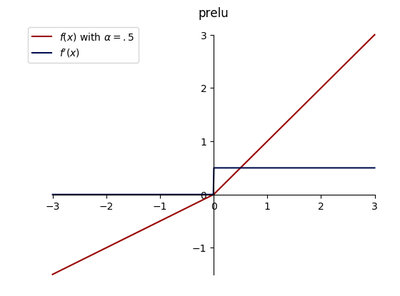 prelu
f(x) with α = .5
f′(x)
3
2
1
0
−3 −2 −1 0 1 2 3
−1